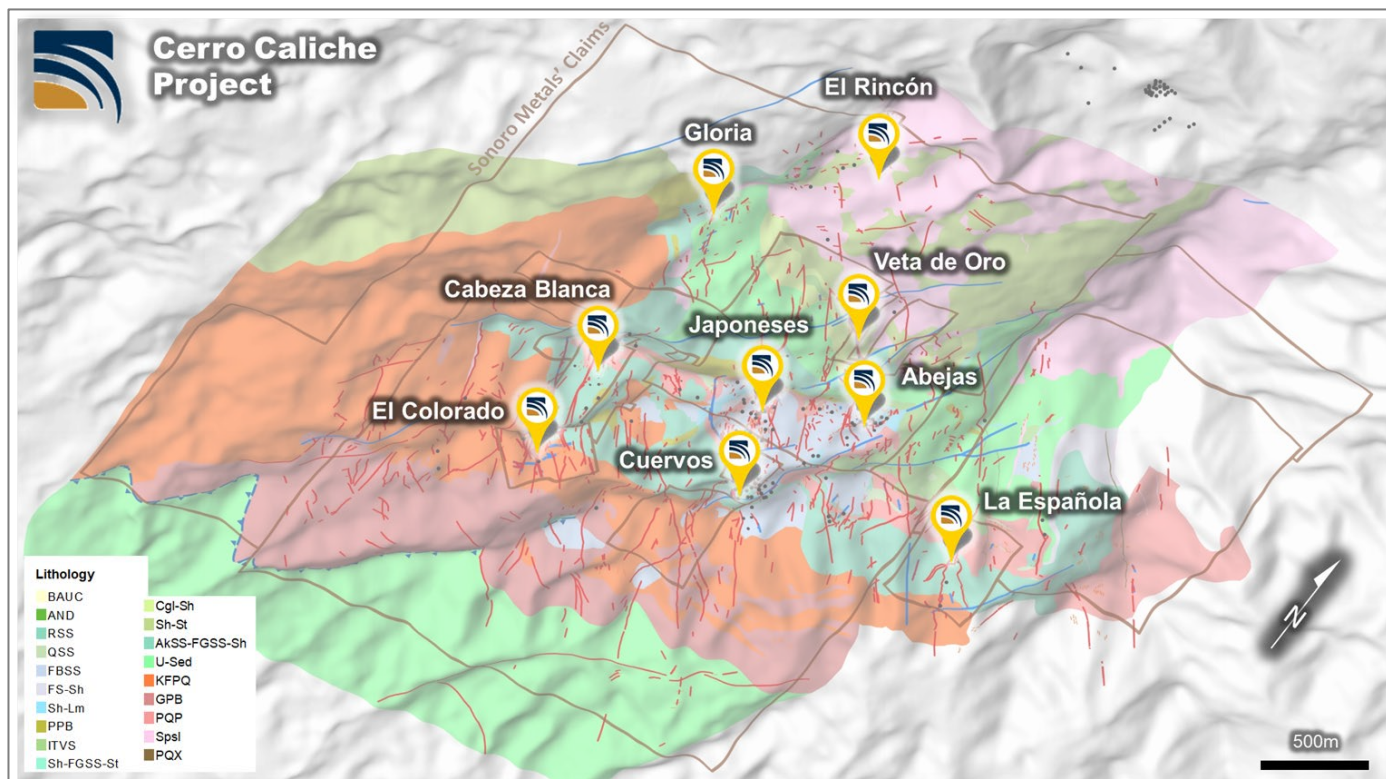 Cerro Caliche
Project
Sonoro Metals' Claims
El Rincón
Gloria
Veta de Oro
Cabeza Blanca
Japoneses
Abejas
El Colorado
Cuervos
La Española
Lithology
BAUC
AND
RSS
QSS
FBSS
FS-Sh
Sh-Lm
PPB
ITVS
Sh-FGSS-St
Cgl-Sh
Sh-St
AkSS-FGSS-Sh
U-Sed
KFPQ
GPB
PQP
Spsl
PQX
N
500m